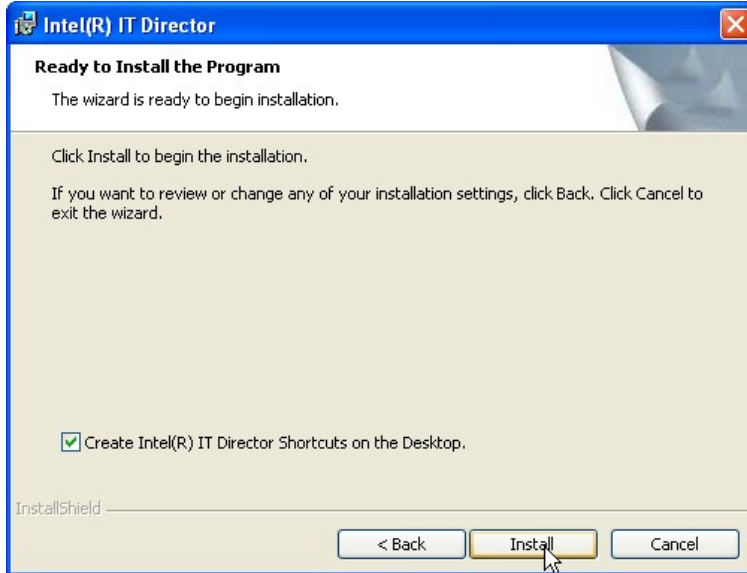 Intel(R) IT Director
Ready to Install the Program
The wizard is ready to begin installation.
Click Install to begin the installation.
If you want to review or change any of your installation settings, click Back. Click Cancel to
exit the wizard.
Create Intel(R) IT Director Shortcuts on the Desktop.
InstallShield
< Back
Install
Cancel